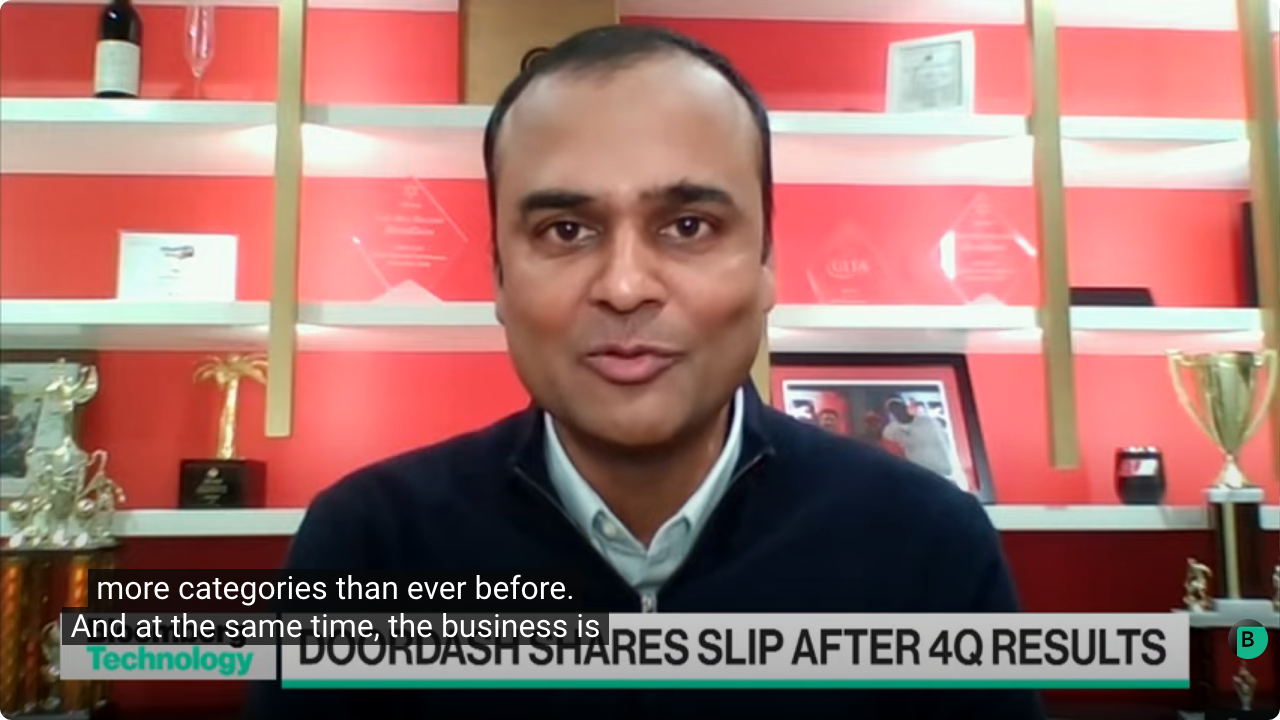 ULTA
more categories than ever before.
And at the same time, the business is
Technology
DOORDASH SHARES SLIP AFTER 4Q RESULTS
B